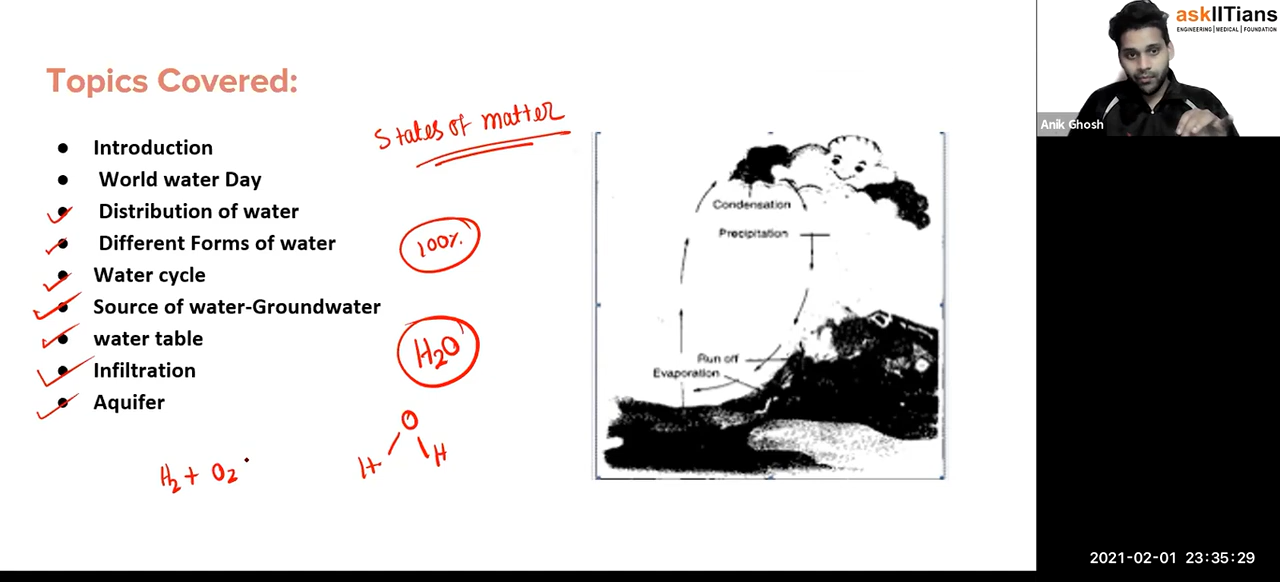 askIITians
ENGINEERING | MEDICAL | FOUNDATION
Anik Ghosh
Topics Covered:
States of matter
Introduction
World water Day
Distribution of water
Different Forms of water
Water cycle
Source of water-Groundwater
water table
Infiltration
Aquifer
100%
H2O
O
H H
H2 + O2
Condensation
Precipitation
Run off
Evaporation
2021-02-01 23:35:29